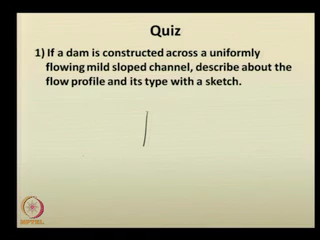 Quiz
1) If a dam is constructed across a uniformly
flowing mild sloped channel, describe about the
flow profile and its type with a sketch.
NPTEL